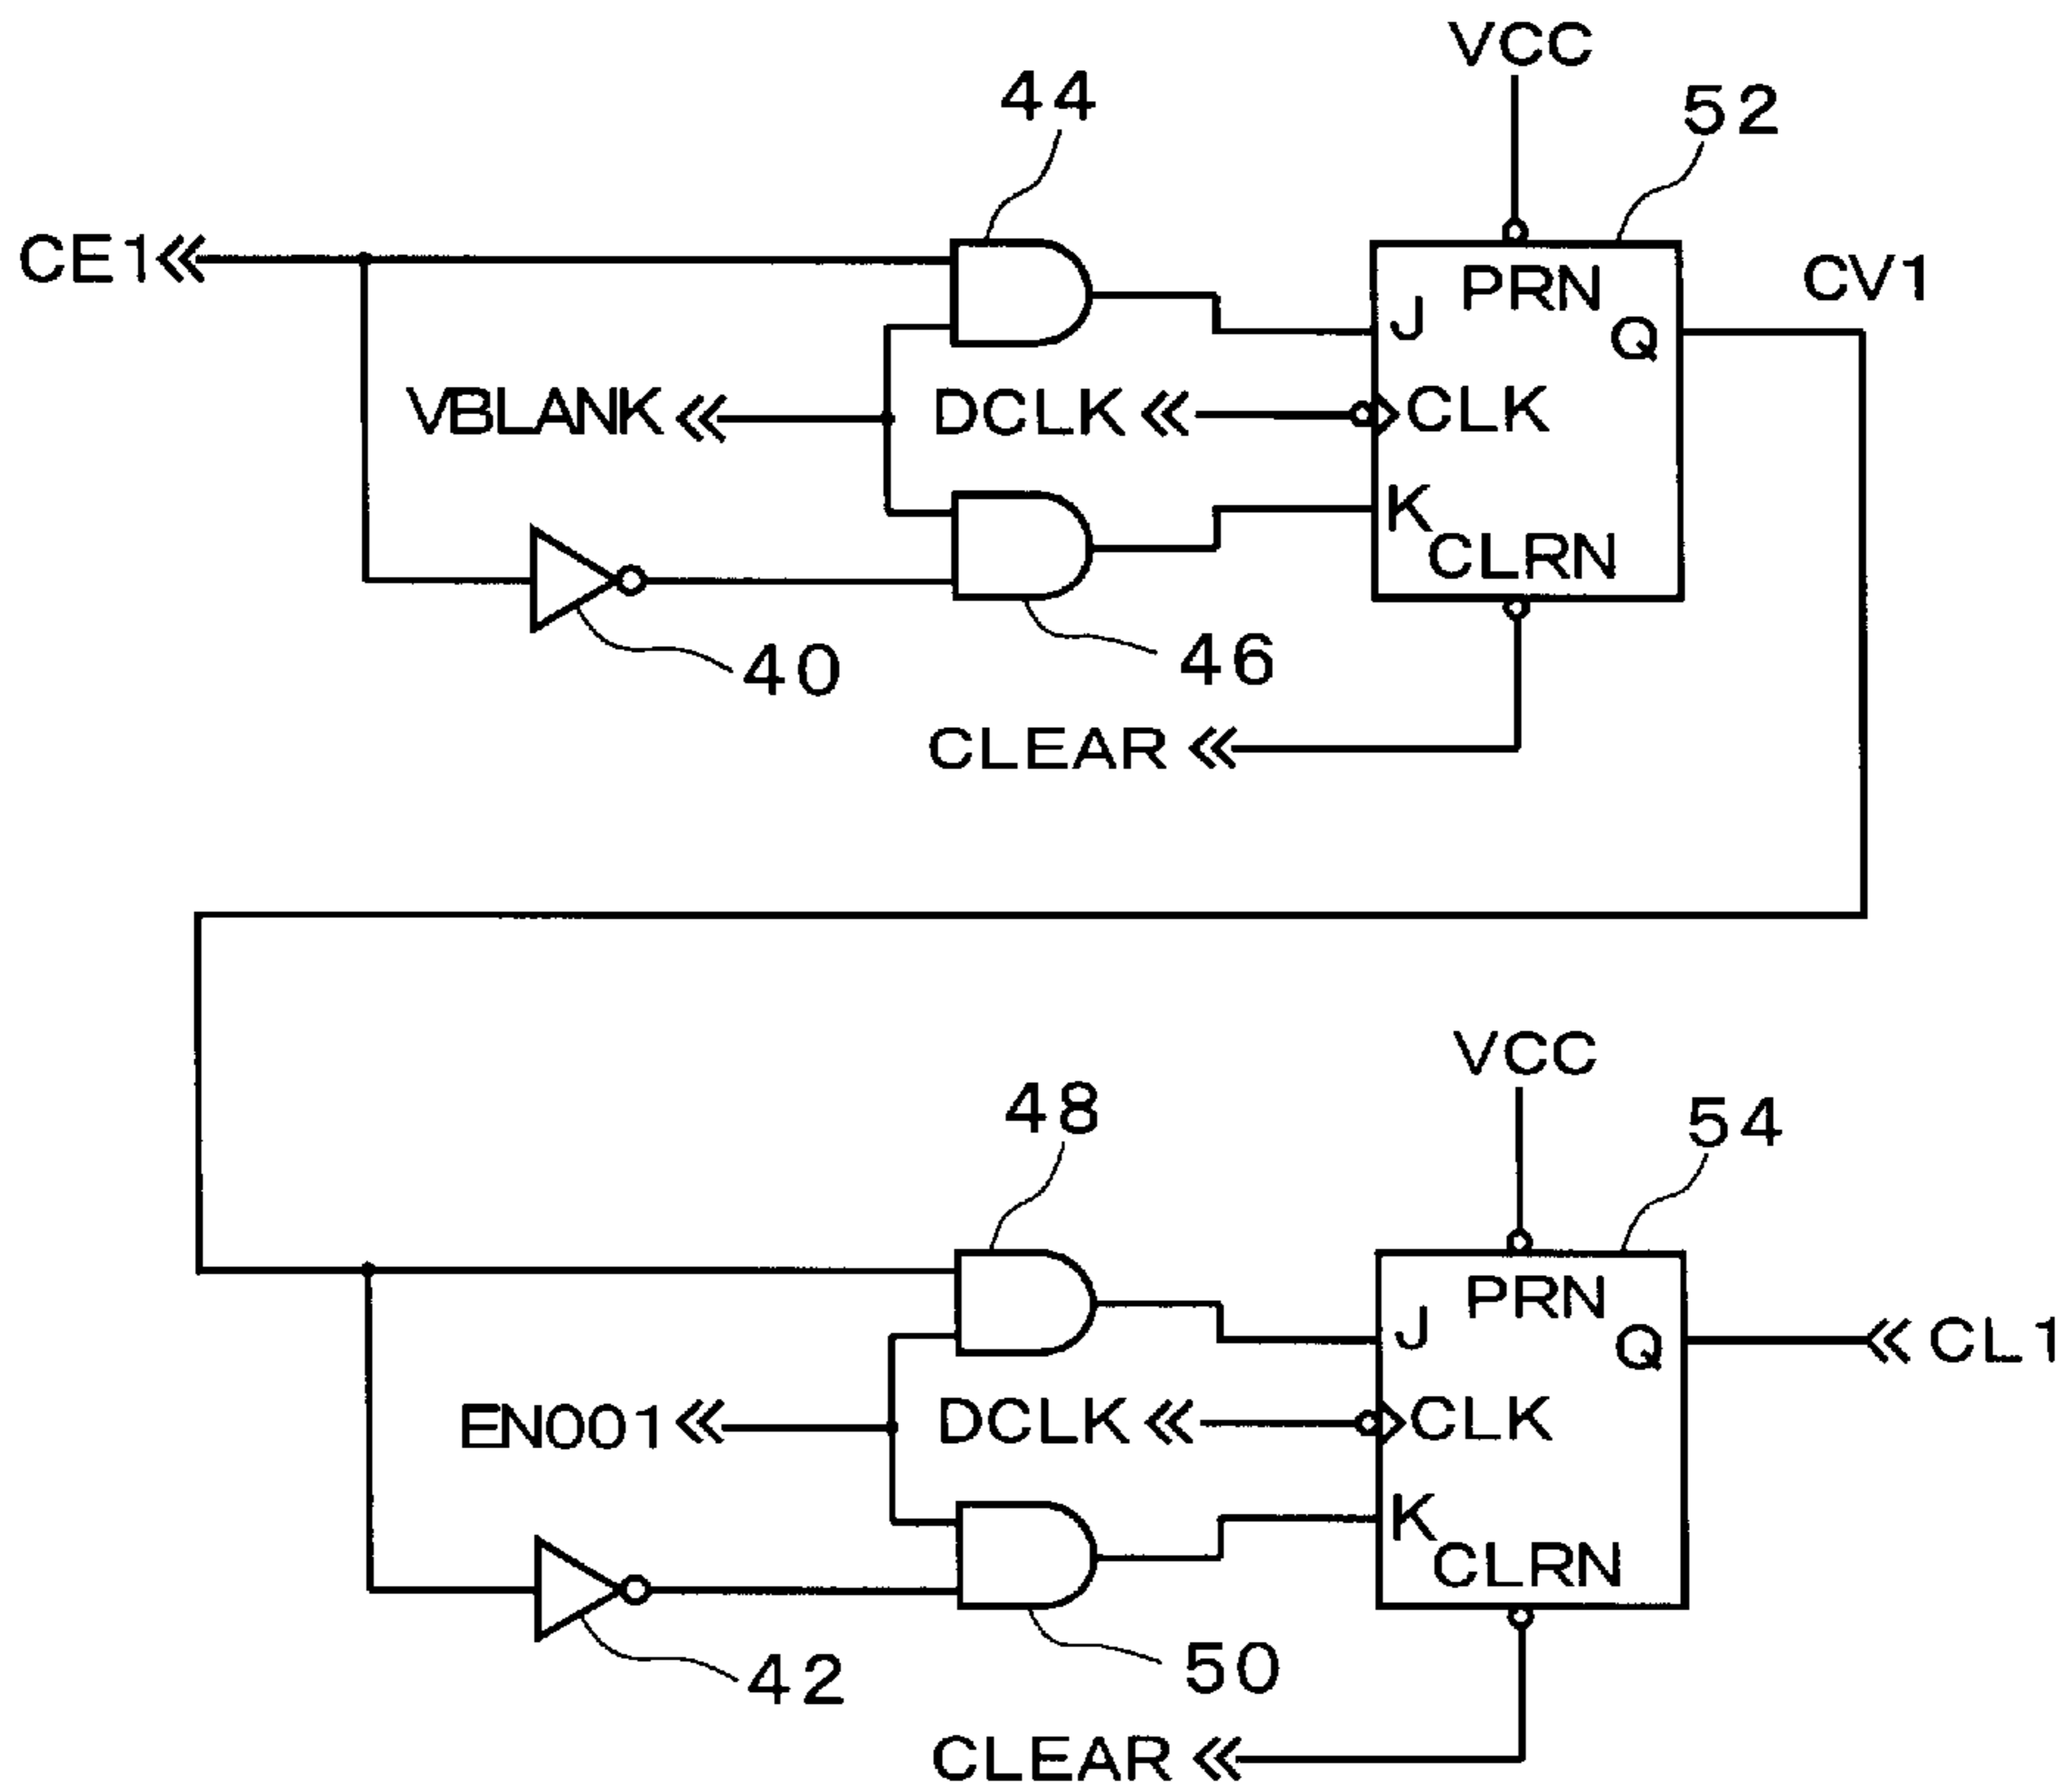 VCC
44
52
CE1
PRN
CV1
J
Q
VBLANK
DCLK
CLK
K
CLRN
40
46
CLEAR
VCC
48
54
PRN
J
Q
CL1
EN001
DCLK
CLK
K
CLRN
42
50
CLEAR